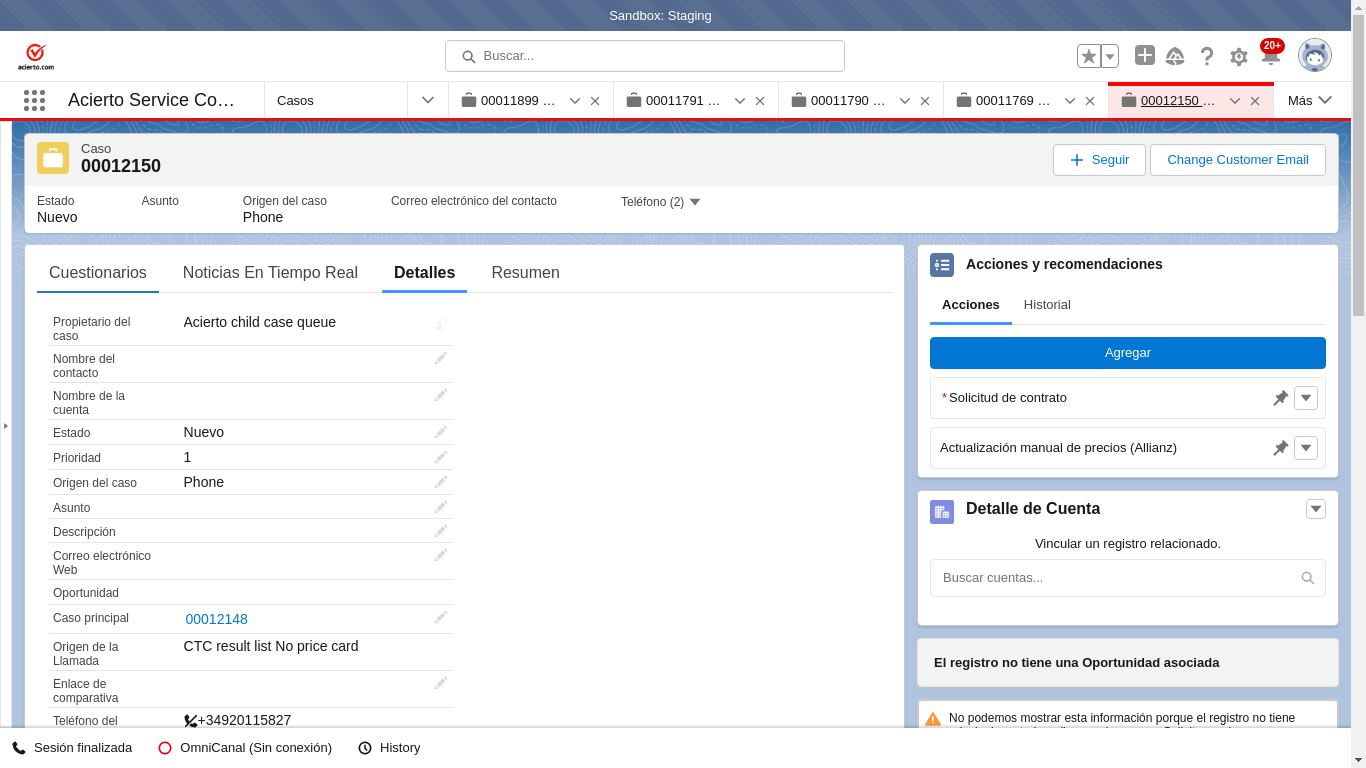 Sandbox: Staging
acierto.com
Buscar...
20+
Acierto Service Co…
Casos
00011899 …
00011791 …
00011790 …
00011769 …
00012150 …
Más
Caso
00012150
Seguir
Change Customer Email
Estado
Nuevo
Asunto
Origen del caso
Phone
Correo electrónico del contacto
Teléfono (2)
Cuestionarios
Noticias En Tiempo Real
Detalles
Resumen
Propietario del
caso
Acierto child case queue
Nombre del
contacto
Nombre de la
cuenta
Estado
Nuevo
Prioridad
1
Origen del caso
Phone
Asunto
Descripción
Correo electrónico
Web
Oportunidad
Caso principal
00012148
Origen de la
Llamada
CTC result list No price card
Enlace de
comparativa
Teléfono del
+34920115827
Acciones y recomendaciones
Acciones
Historial
Agregar
*Solicitud de contrato
Actualización manual de precios (Allianz)
Detalle de Cuenta
Vincular un registro relacionado.
Buscar cuentas...
El registro no tiene una Oportunidad asociada
No podemos mostrar esta información porque el registro no tiene
Sesión finalizada
OmniCanal (Sin conexión)
History